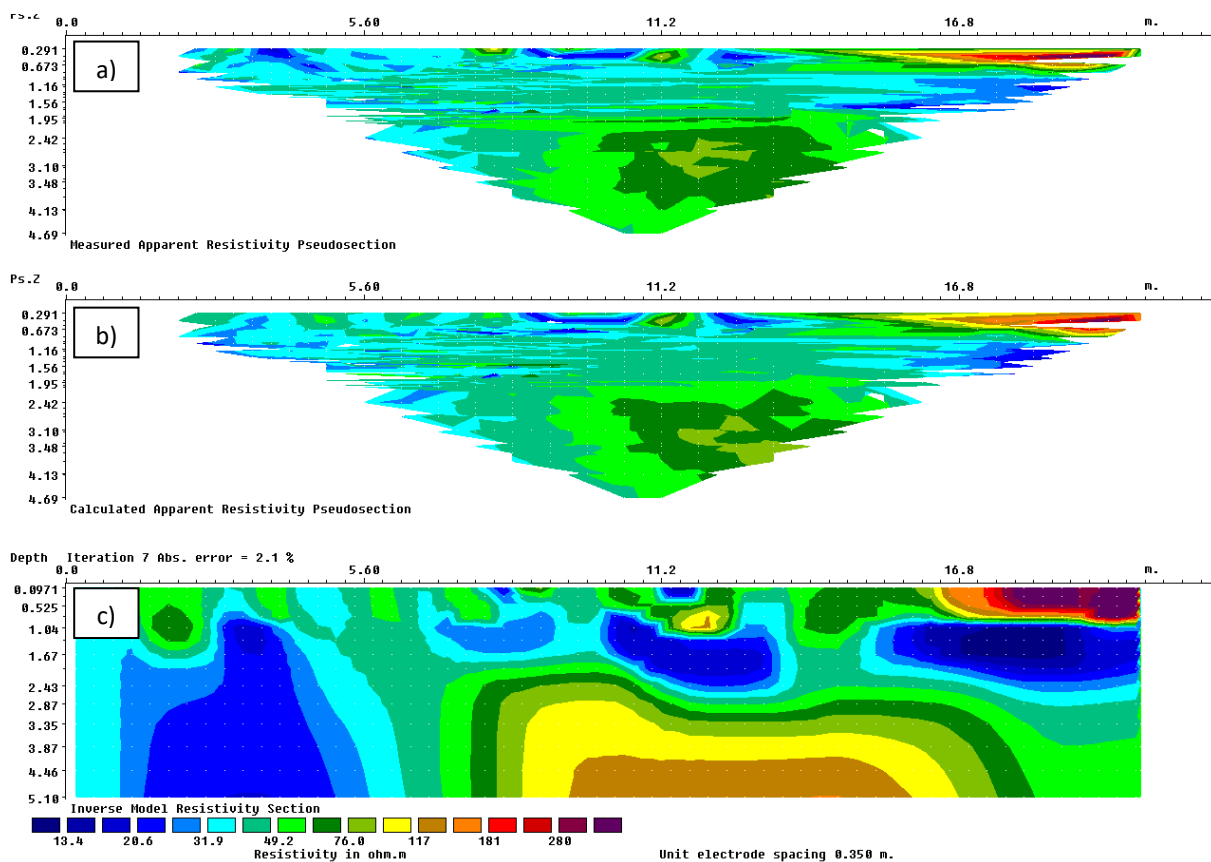 Ps.Z 0.0 5.60 11.2 16.8 m.
a)
0.291
0.673
1.16
1.56
1.95
2.42
3.10
3.48
4.13
4.69
Measured Apparent Resistivity Pseudosection
Ps.Z 0.0 5.60 11.2 16.8 m.
b)
0.291
0.673
1.16
1.56
1.95
2.42
3.10
3.48
4.13
4.69
Calculated Apparent Resistivity Pseudosection
Depth Iteration 7 Abs. error = 2.1 %
0.0 5.60 11.2 16.8 m.
c)
0.0971
0.525
1.04
1.67
2.43
2.87
3.35
3.87
4.46
5.10
Inverse Model Resistivity Section
13.4 20.6 31.9 49.2 76.0 117 181 280
Resistivity in ohm.m Unit electrode spacing 0.350 m.